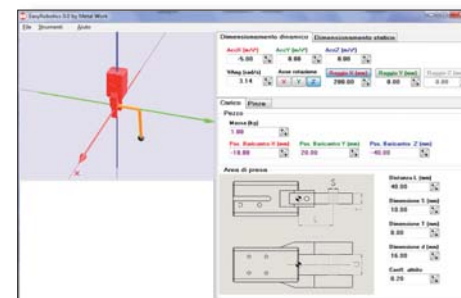 EasyRobotics 3.0 by Metal Work
File Strumenti Aiuto
Dimensionamento dinamico Dimensionamento statico
AccX (m/s²) AccY (m/s²) AccZ (m/s²)
-5.00 0.00 0.00
VAng (rad/s) Asse rotazione Raggio X (mm) Raggio Y (mm) Raggio Z (mm)
3.14 X Y Z 200.00 0.00 0.00
Carico Pinza
Pezzo
Massa (Kg)
1.00
Pos. Baricentro X (mm) Pos. Baricentro Y (mm) Pos. Baricentro Z (mm)
-10.00 20.00 -40.00
Area di presa
Distanza L (mm)
40.00
Dimensione S (mm)
10.00
Dimensione T (mm)
8.00
Dimensione d (mm)
16.00
Coeff. attrito
0.20
L